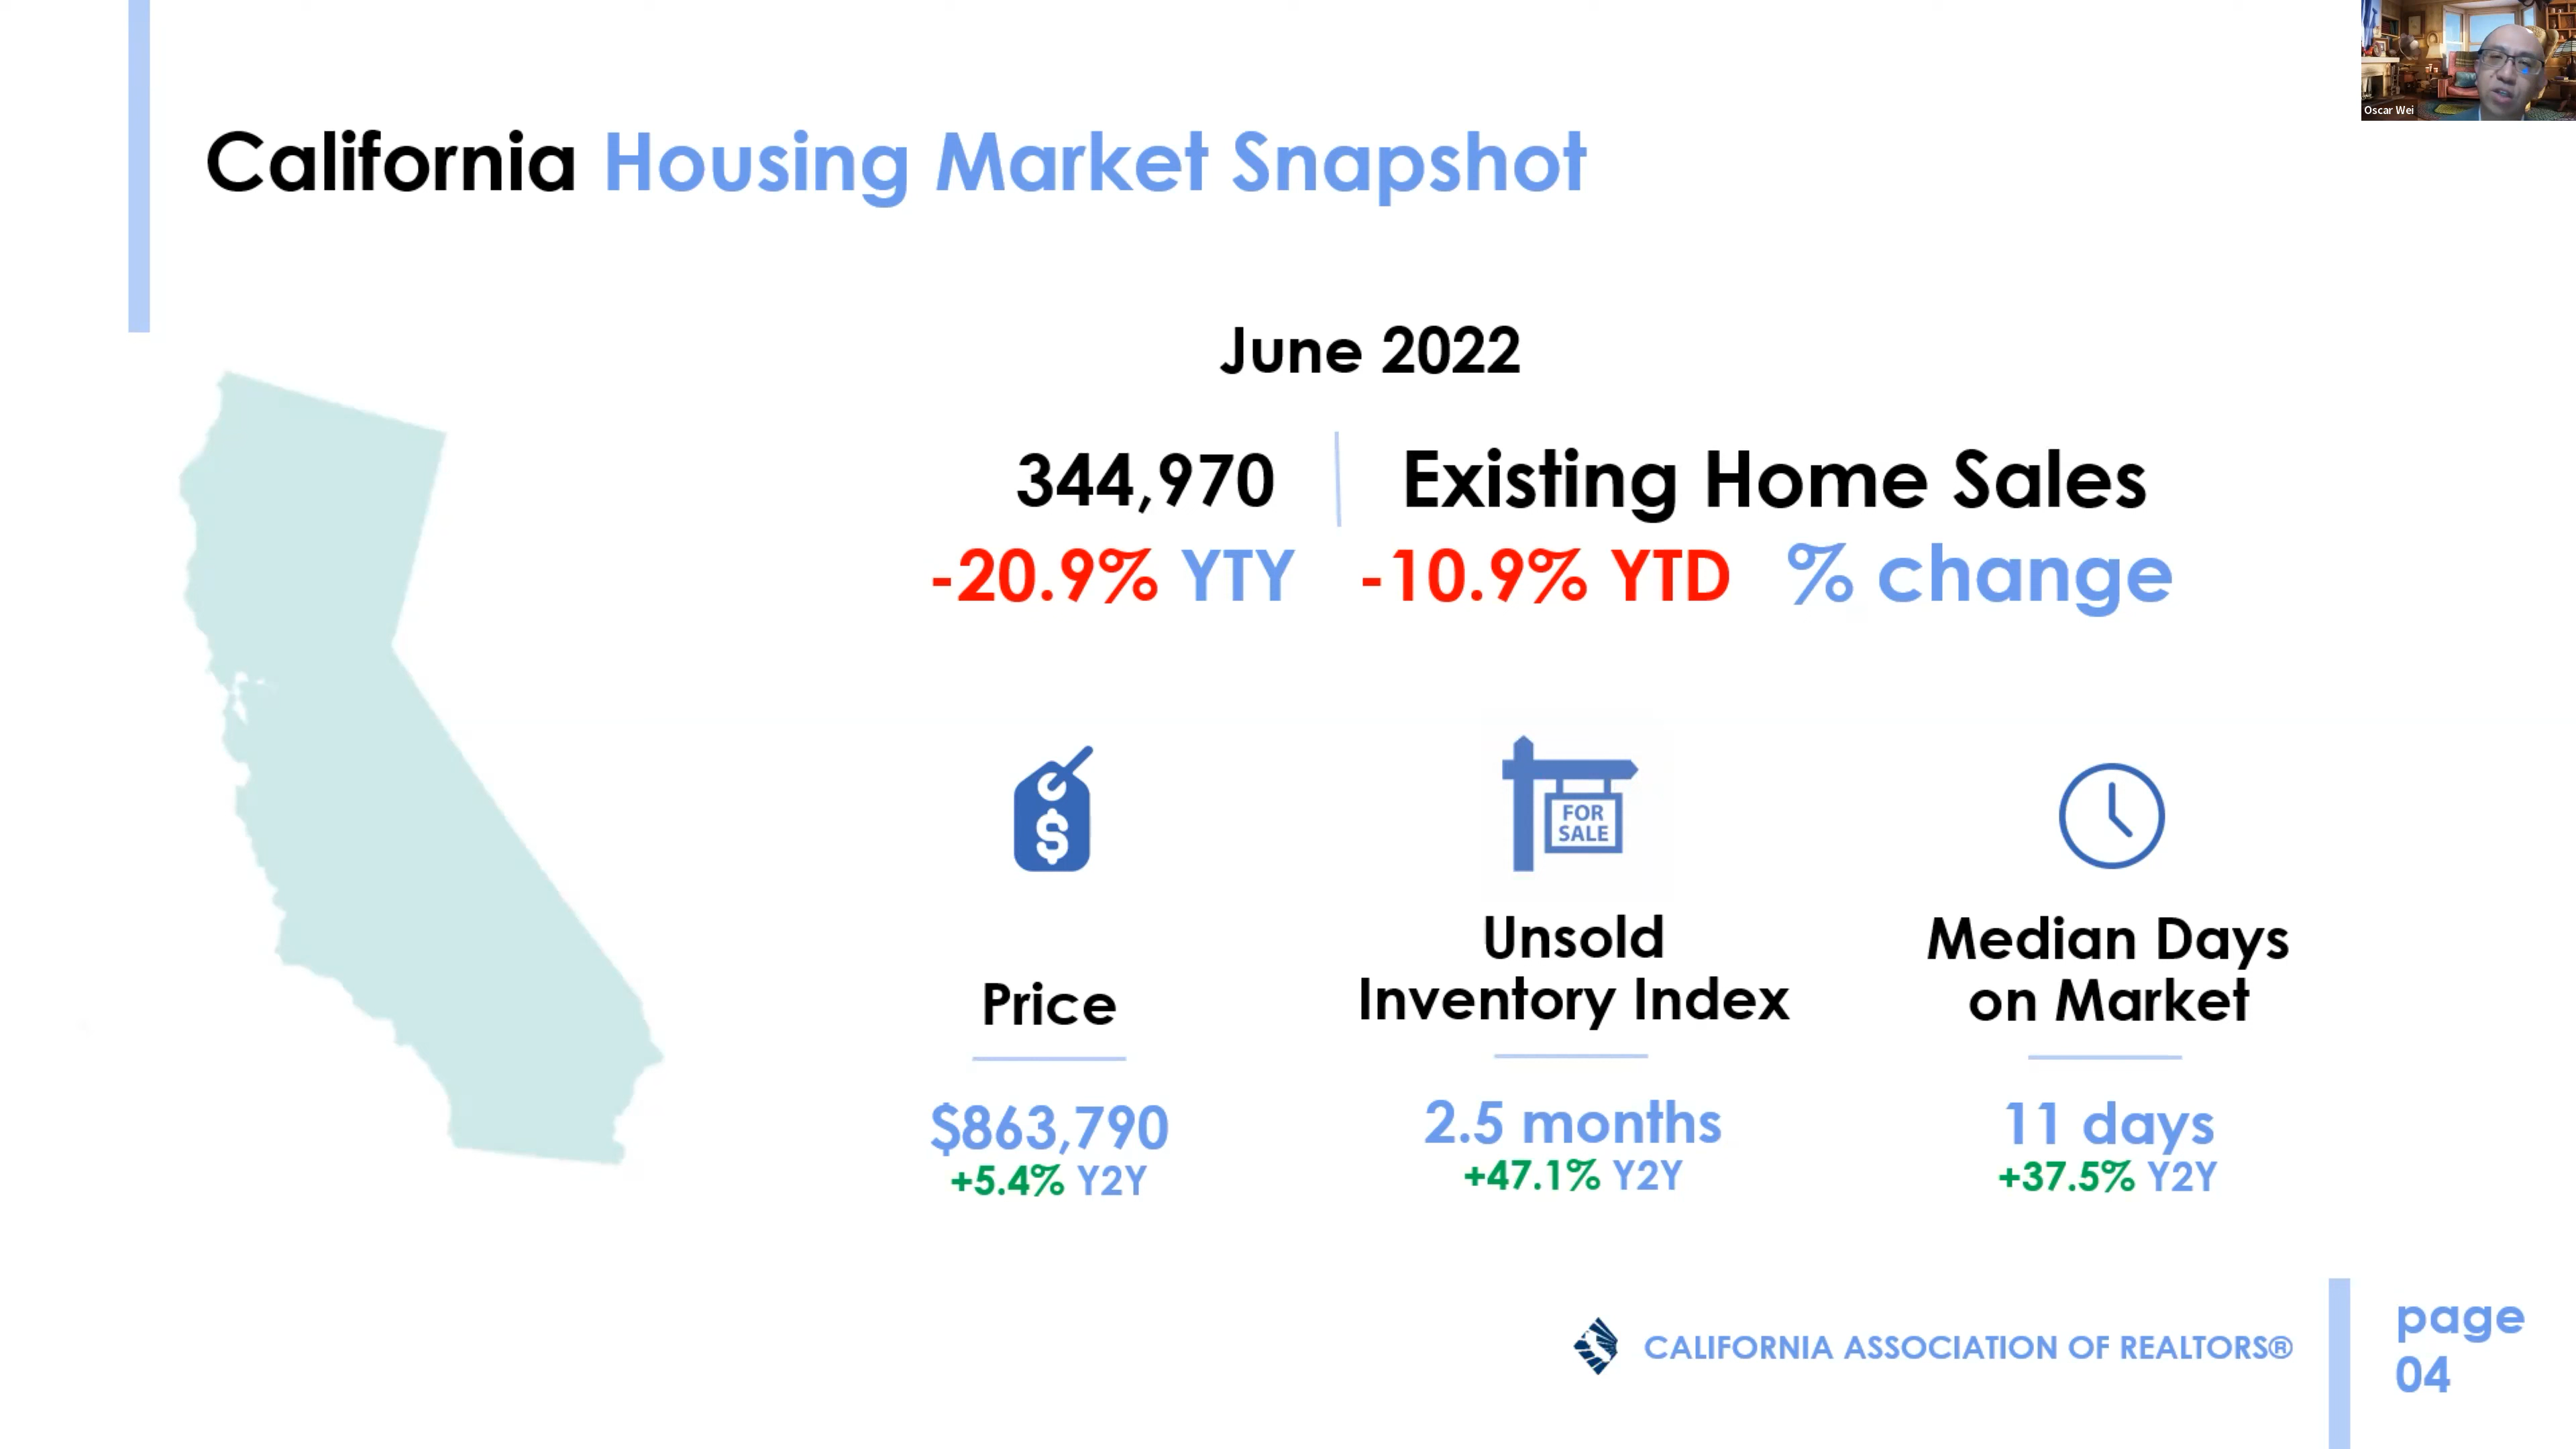 Oscar Wei
California Housing Market Snapshot
June 2022
344,970 Existing Home Sales
-20.9% YTY -10.9% YTD % change
FOR
SALE
Price
Unsold
Inventory Index
Median Days
on Market
$863,790
+5.4% Y2Y
2.5 months
+47.1% Y2Y
11 days
+37.5% Y2Y
CALIFORNIA ASSOCIATION OF REALTORS®
page
04